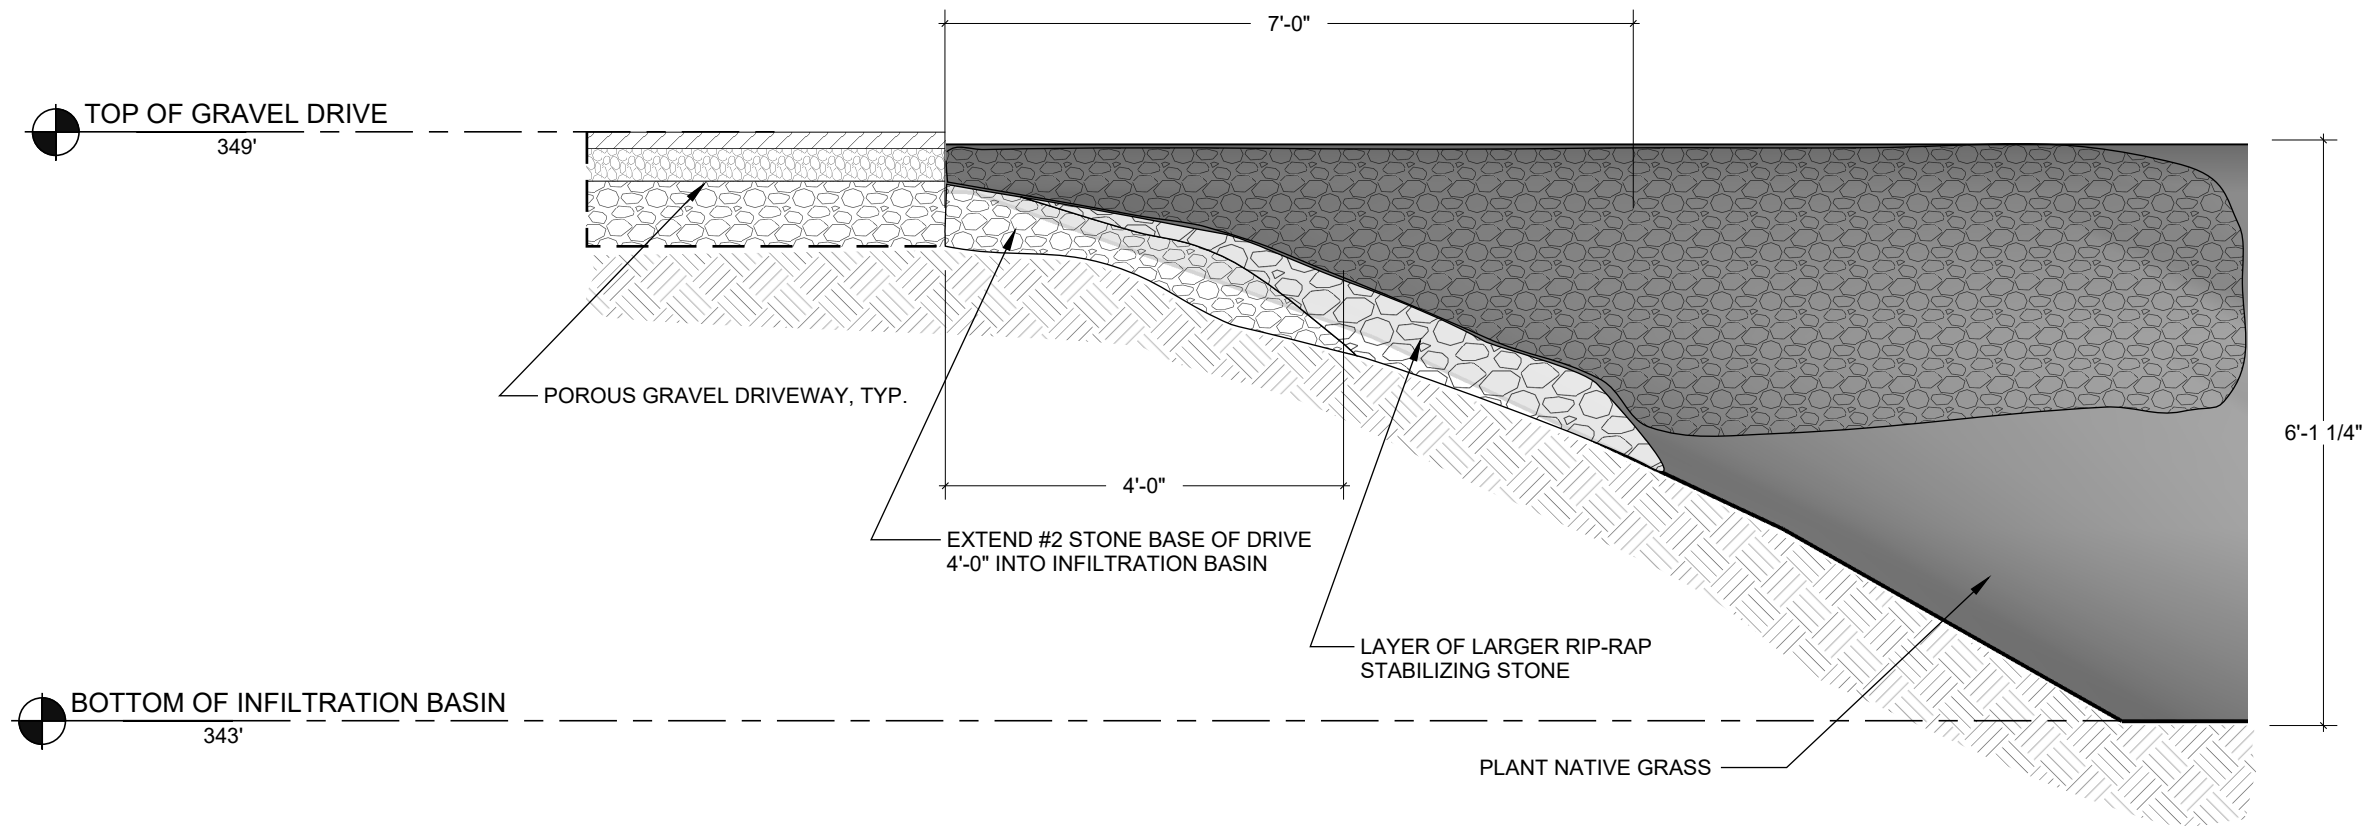 7'-0"
TOP OF GRAVEL DRIVE
349'
POROUS GRAVEL DRIVEWAY, TYP.
6'-1 1/4"
4'-0"
EXTEND #2 STONE BASE OF DRIVE
4'-0" INTO INFILTRATION BASIN
LAYER OF LARGER RIP-RAP
STABILIZING STONE
BOTTOM OF INFILTRATION BASIN
343'
PLANT NATIVE GRASS